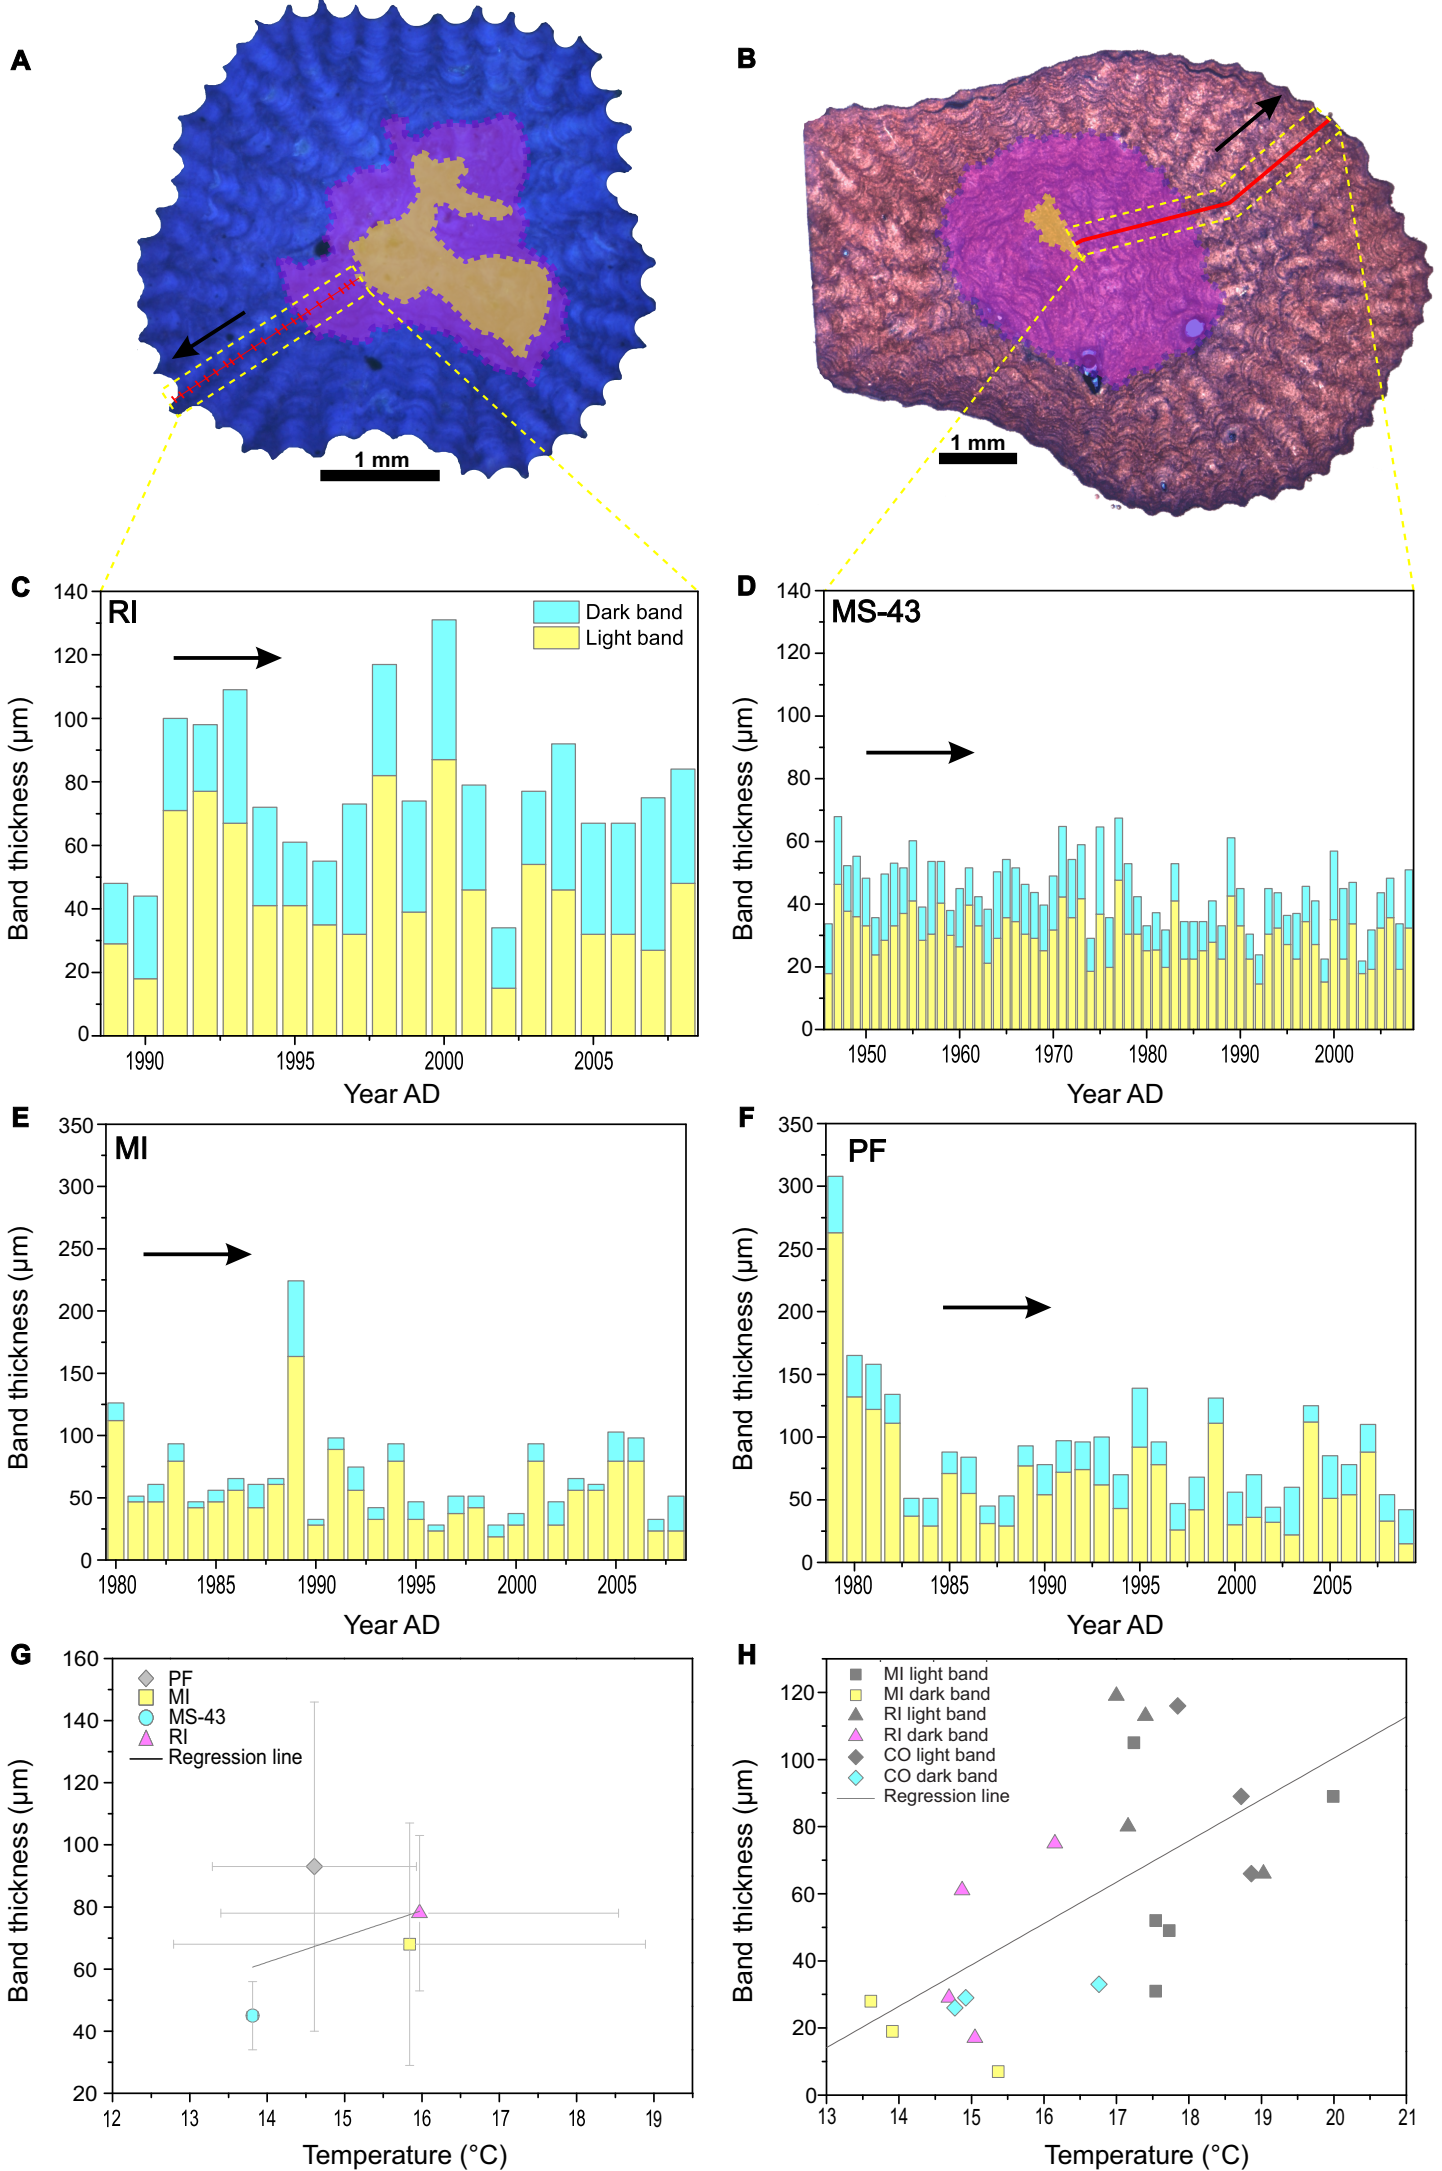 A
B
1 mm
1 mm
C
D
140
120
100
80
60
40
20
0
Band thickness (µm)
RI
Dark band
Light band
1990
1995
2000
2005
Year AD
140
120
100
80
60
40
20
0
Band thickness (µm)
MS-43
1950
1960
1970
1980
1990
2000
Year AD
E
F
350
300
250
200
150
100
50
0
Band thickness (µm)
MI
1980
1985
1990
1995
2000
2005
Year AD
350
300
250
200
150
100
50
0
Band thickness (µm)
PF
1980
1985
1990
1995
2000
2005
Year AD
G
H
160
140
120
100
80
60
40
20
Band thickness (µm)
PF
MI
MS-43
RI
Regression line
12
13
14
15
16
17
18
19
Temperature (°C)
120
100
80
60
40
20
0
Band thickness (µm)
MI light band
MI dark band
RI light band
RI dark band
CO light band
CO dark band
Regression line
13
14
15
16
17
18
19
20
21
Temperature (°C)